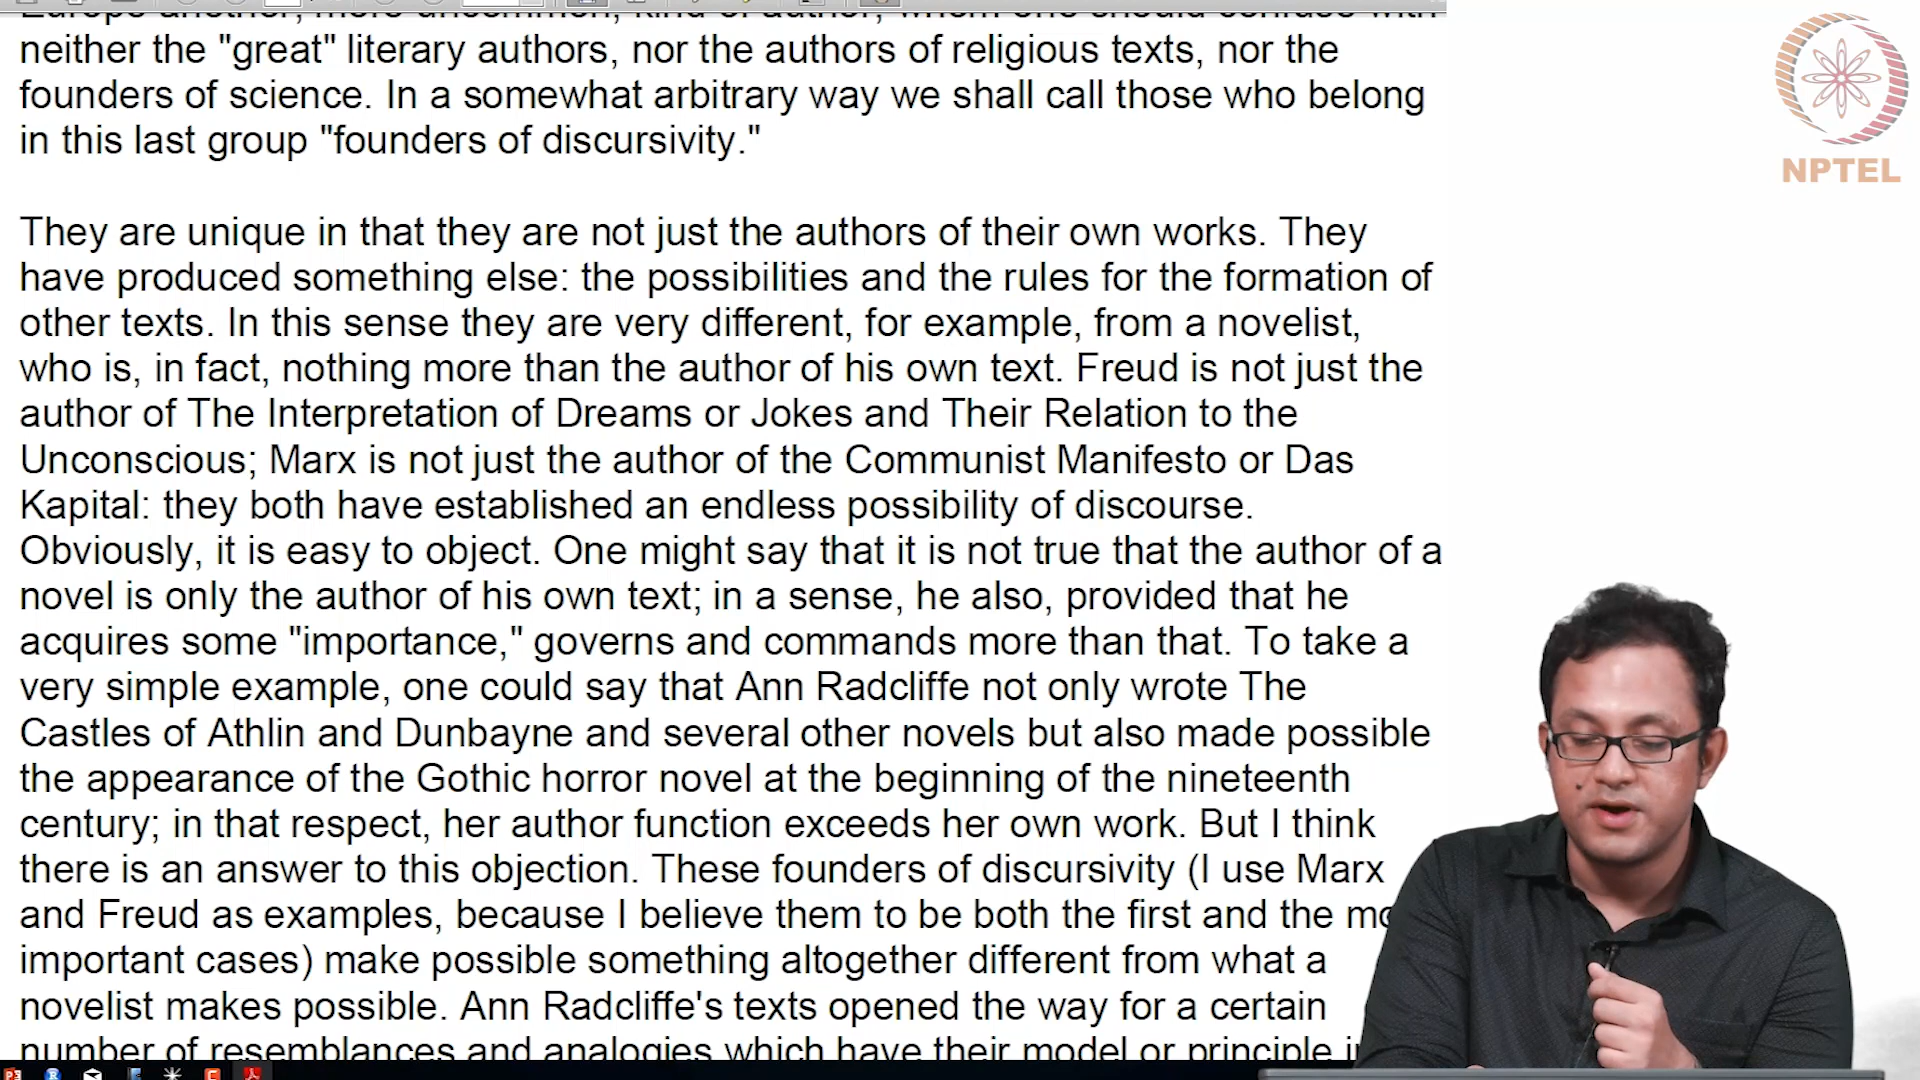 Europe another, more uncommon, kind of author, whom one should confuse with
neither the "great" literary authors, nor the authors of religious texts, nor the
founders of science. In a somewhat arbitrary way we shall call those who belong
in this last group "founders of discursivity."
They are unique in that they are not just the authors of their own works. They
have produced something else: the possibilities and the rules for the formation of
other texts. In this sense they are very different, for example, from a novelist,
who is, in fact, nothing more than the author of his own text. Freud is not just the
author of The Interpretation of Dreams or Jokes and Their Relation to the
Unconscious; Marx is not just the author of the Communist Manifesto or Das
Kapital: they both have established an endless possibility of discourse.
Obviously, it is easy to object. One might say that it is not true that the author of a
novel is only the author of his own text; in a sense, he also, provided that he
acquires some "importance," governs and commands more than that. To take a
very simple example, one could say that Ann Radcliffe not only wrote The
Castles of Athlin and Dunbayne and several other novels but also made possible
the appearance of the Gothic horror novel at the beginning of the nineteenth
century; in that respect, her author function exceeds her own work. But I think
there is an answer to this objection. These founders of discursivity (I use Marx
and Freud as examples, because I believe them to be both the first and the
important cases) make possible something altogether different from what a
novelist makes possible. Ann Radcliffe's texts opened the way for a certain
number of resemblances and analogies which have their model or principle
NPTEL